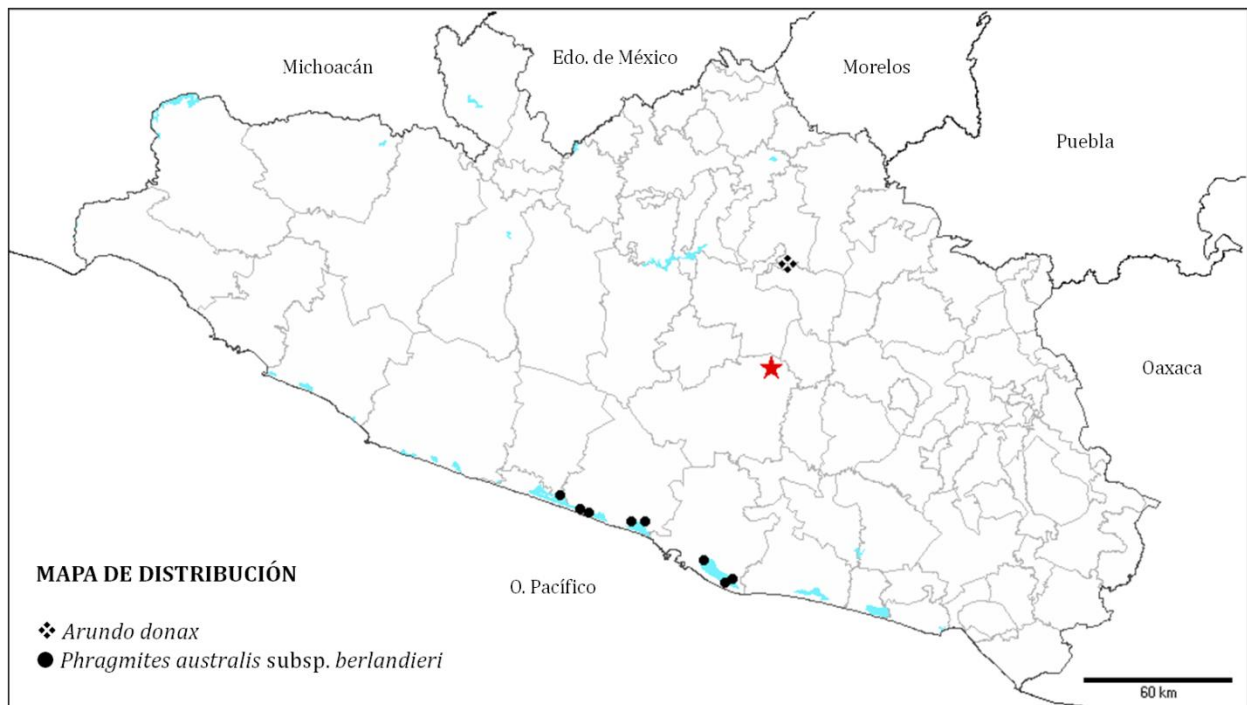 Michoacán
Edo. de México
Morelos
Puebla
Oaxaca
O. Pacífico
MAPA DE DISTRIBUCIÓN
Arundo donax
Phragmites australis subsp. berlandieri
60 km